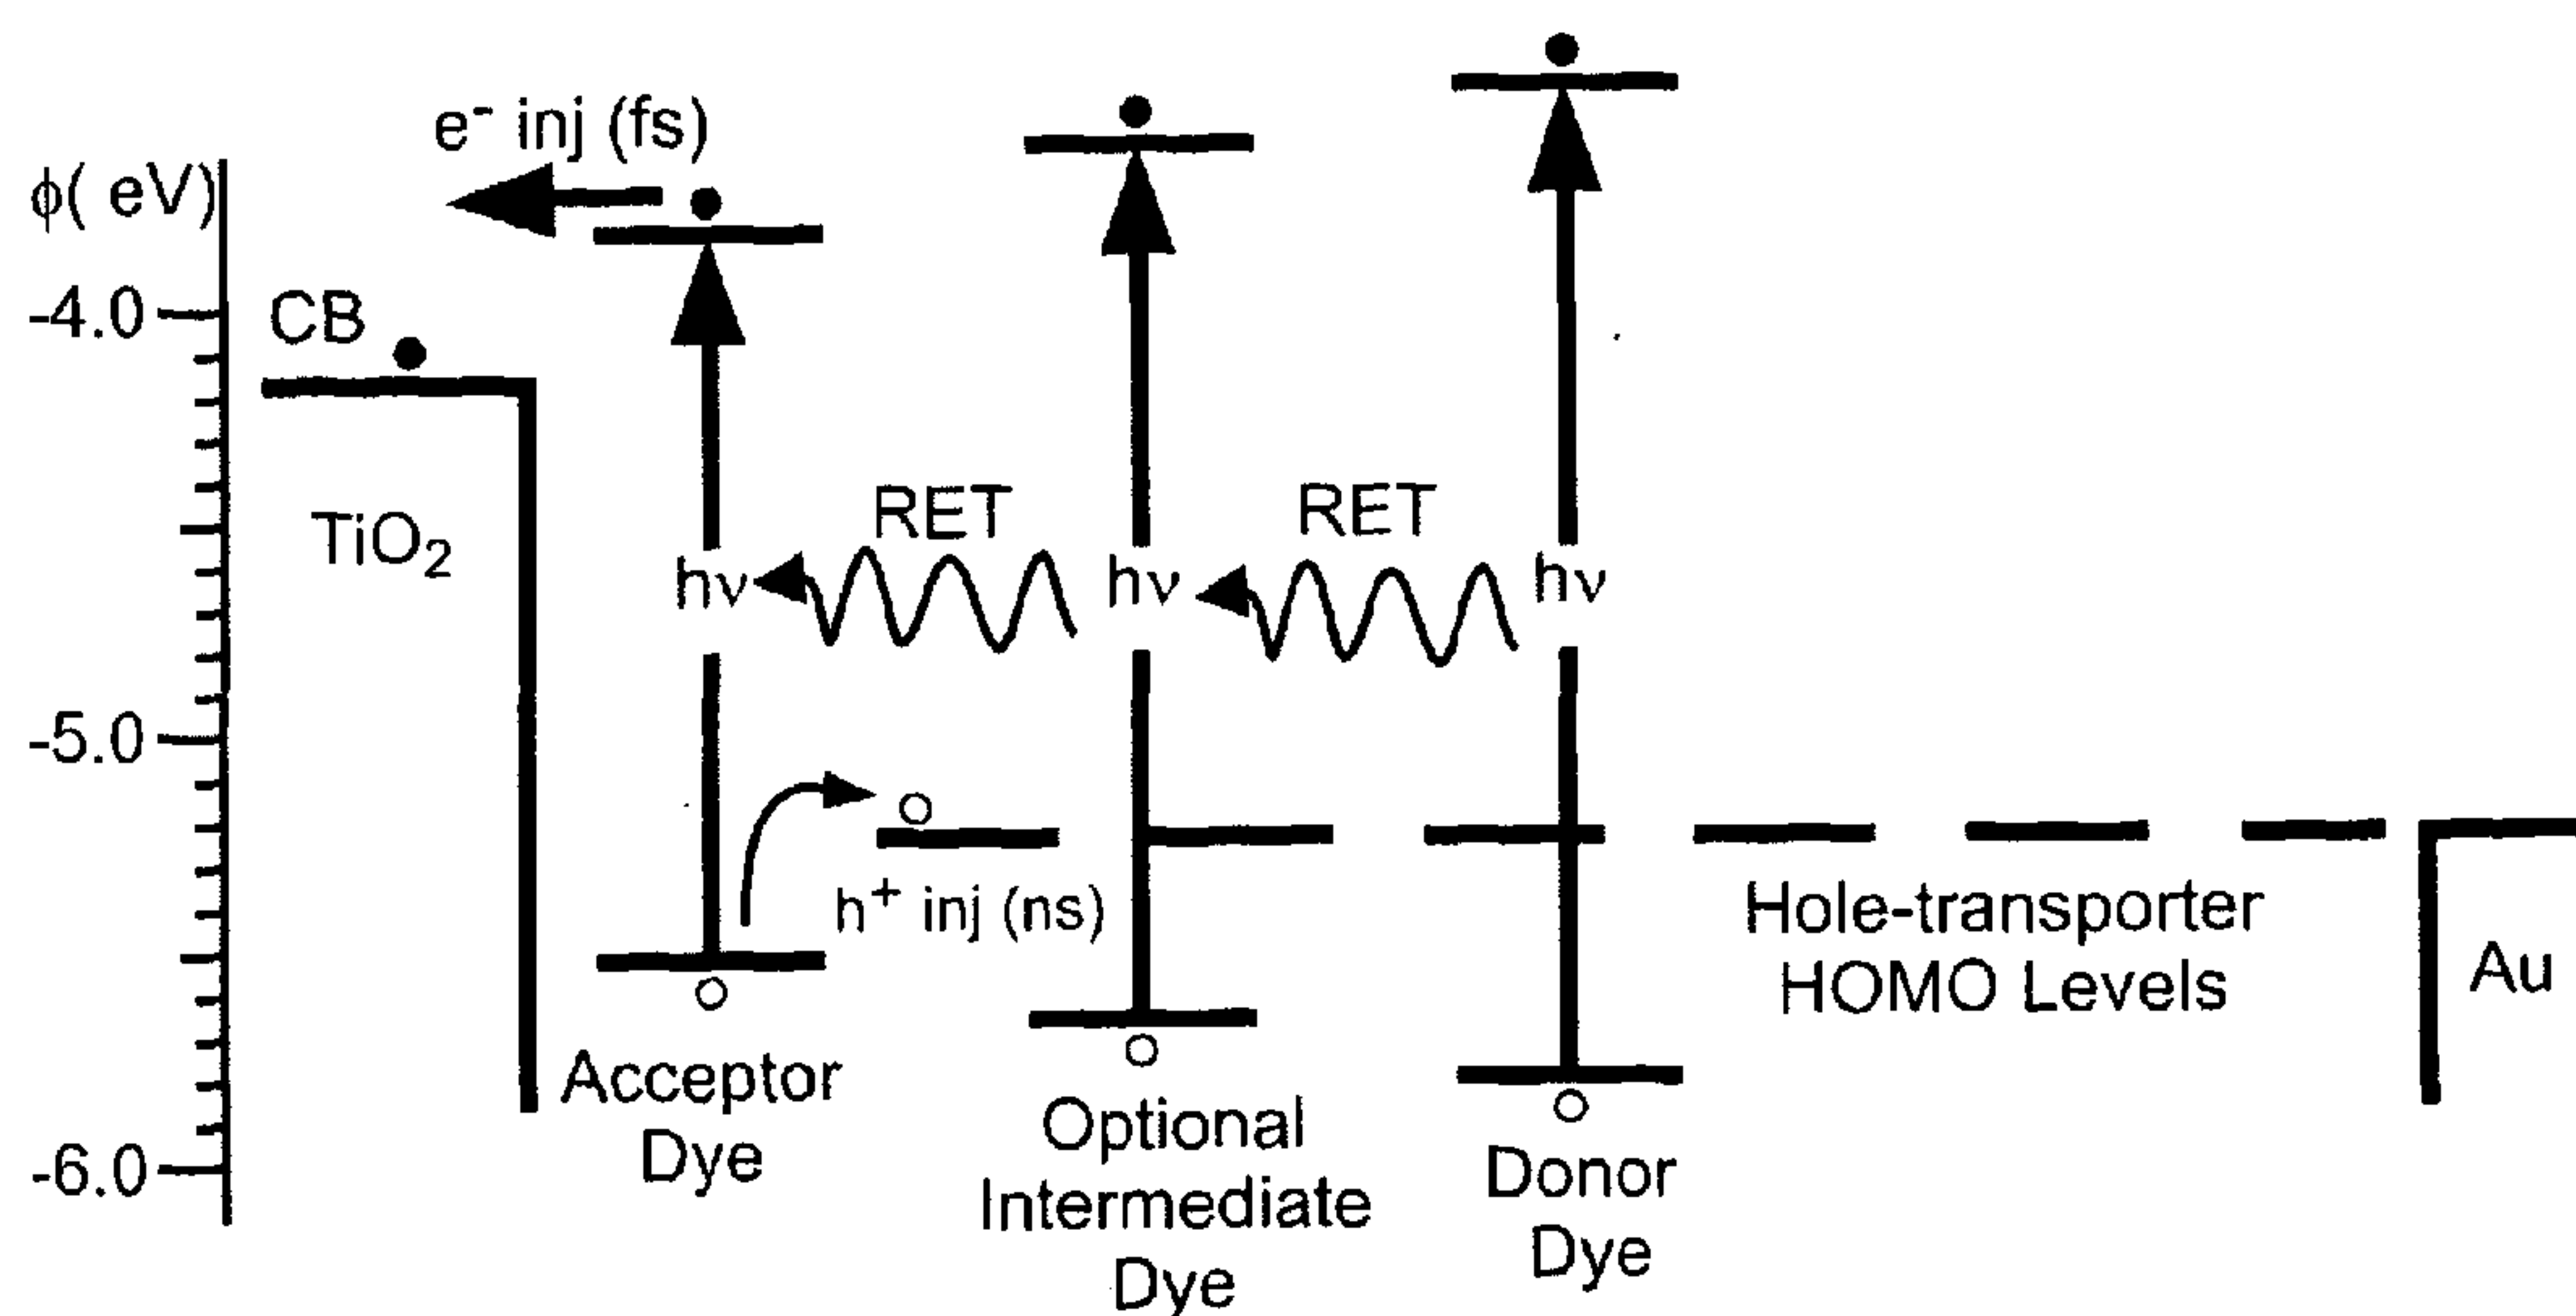 e⁻ inj (fs)
ϕ( eV)
-4.0
CB
TiO₂
RET
RET
hν
hν
hν
-5.0
h⁺ inj (ns)
Hole-transporter
HOMO Levels
Au
Acceptor
Dye
Optional
Intermediate
Dye
Donor
Dye
-6.0